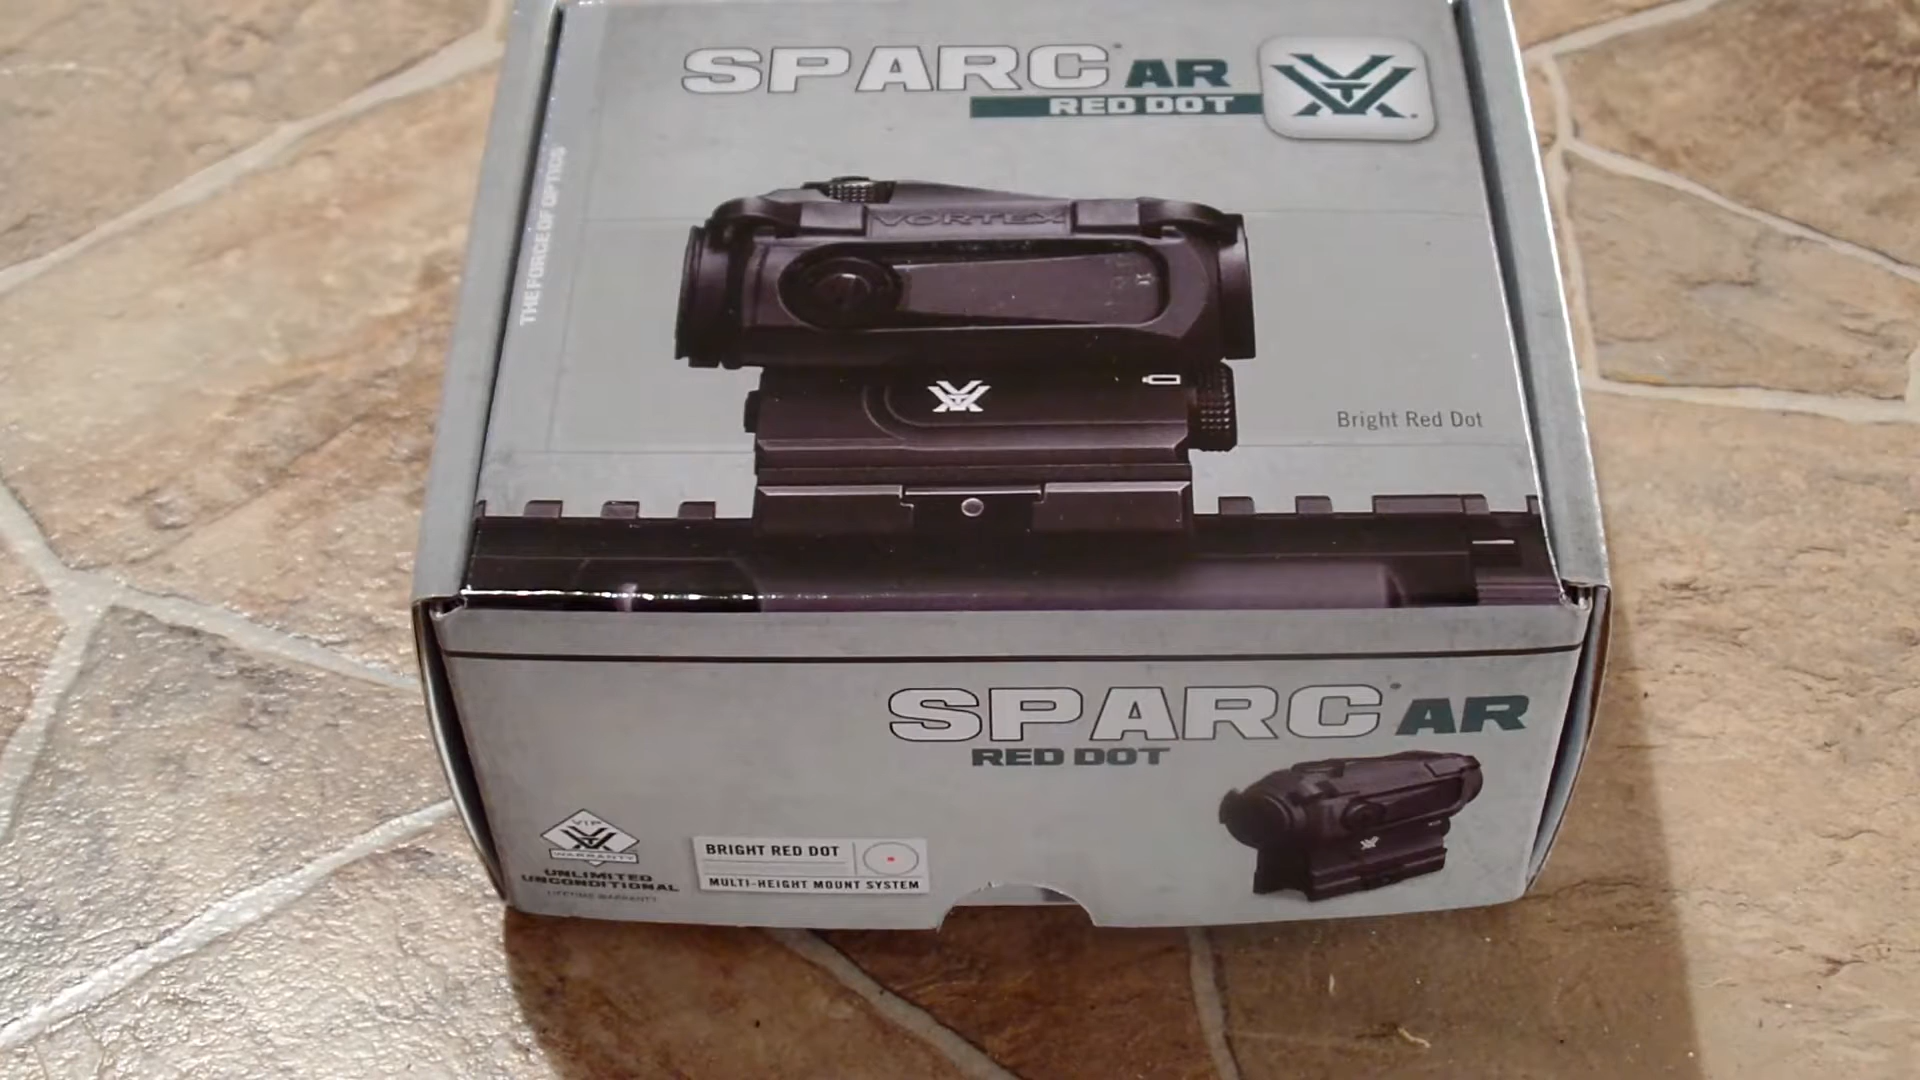 SPARC AR
RED DOT
THE FORCE OF OPTICS
VORTEX
Bright Red Dot
SPARC AR
RED DOT
VIP
WARRANTY
UNLIMITED
UNCONDITIONAL
LIFETIME WARRANTY
BRIGHT RED DOT
MULTI-HEIGHT MOUNT SYSTEM